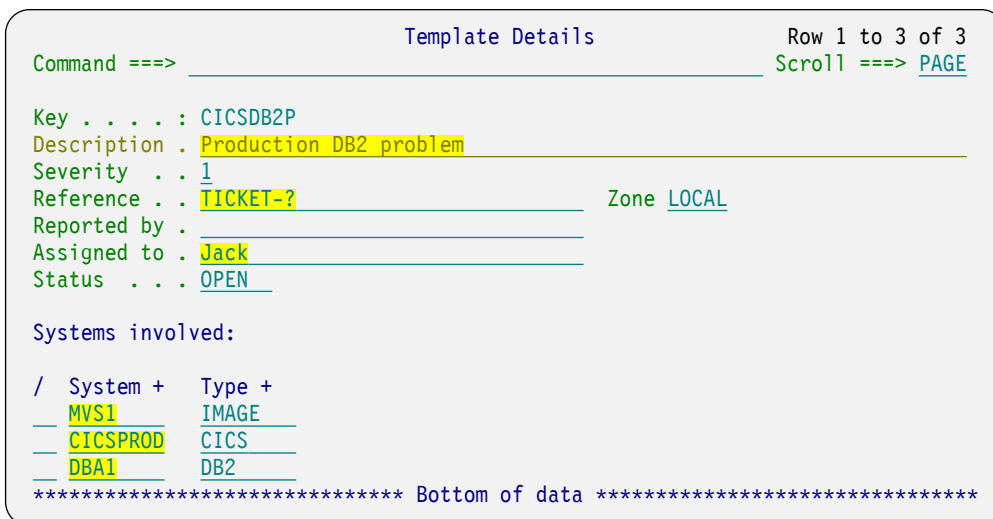 Template Details Row 1 to 3 of 3
Command ===> Scroll ===> PAGE
Key . . . . : CICSDB2P
Description . Production DB2 problem
Severity . . 1
Reference . . TICKET-? Zone LOCAL
Reported by .
Assigned to . Jack
Status . . . OPEN
Systems involved:
/ System + Type +
MVS1 IMAGE
CICSPROD CICS
DBA1 DB2
******************************* Bottom of data ********************************